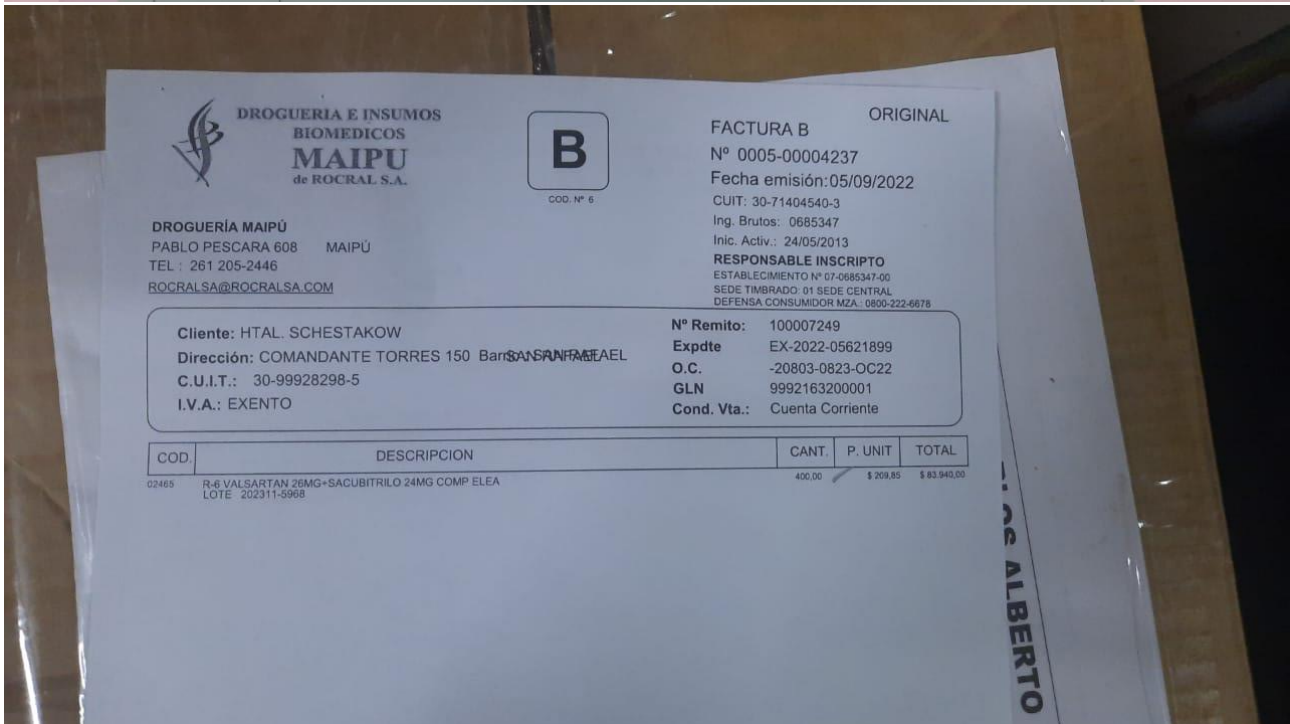 DROGUERIA E INSUMOS
BIOMEDICOS
MAIPU
de ROCRAL S.A.
B
COD. Nº 6
ORIGINAL
FACTURA B
Nº 0005-00004237
Fecha emisión:05/09/2022
CUIT: 30-71404540-3
Ing. Brutos: 0685347
Inic. Activ.: 24/05/2013
RESPONSABLE INSCRIPTO
ESTABLECIMIENTO Nº 07-0685347-00
SEDE TIMBRADO: 01 SEDE CENTRAL
DEFENSA CONSUMIDOR MZA.: 0800-222-6678
DROGUERÍA MAIPÚ
PABLO PESCARA 608 MAIPÚ
TEL : 261 205-2446
ROCRALSA@ROCRALSA.COM
Cliente: HTAL. SCHESTAKOW
Dirección: COMANDANTE TORRES 150
C.U.I.T.: 30-99928298-5
I.V.A.: EXENTO
Nº Remito: 100007249
Expdte EX-2022-05621899
O.C. -20803-0823-OC22
GLN 9992163200001
Cond. Vta.: Cuenta Corriente
COD. DESCRIPCION CANT. P. UNIT TOTAL
02465 R-6 VALSARTAN 26MG+SACUBITRILO 24MG COMP ELEA 400,00 $ 209,85 $ 83.940,00
LOTE 202311-5968
ALBERTO